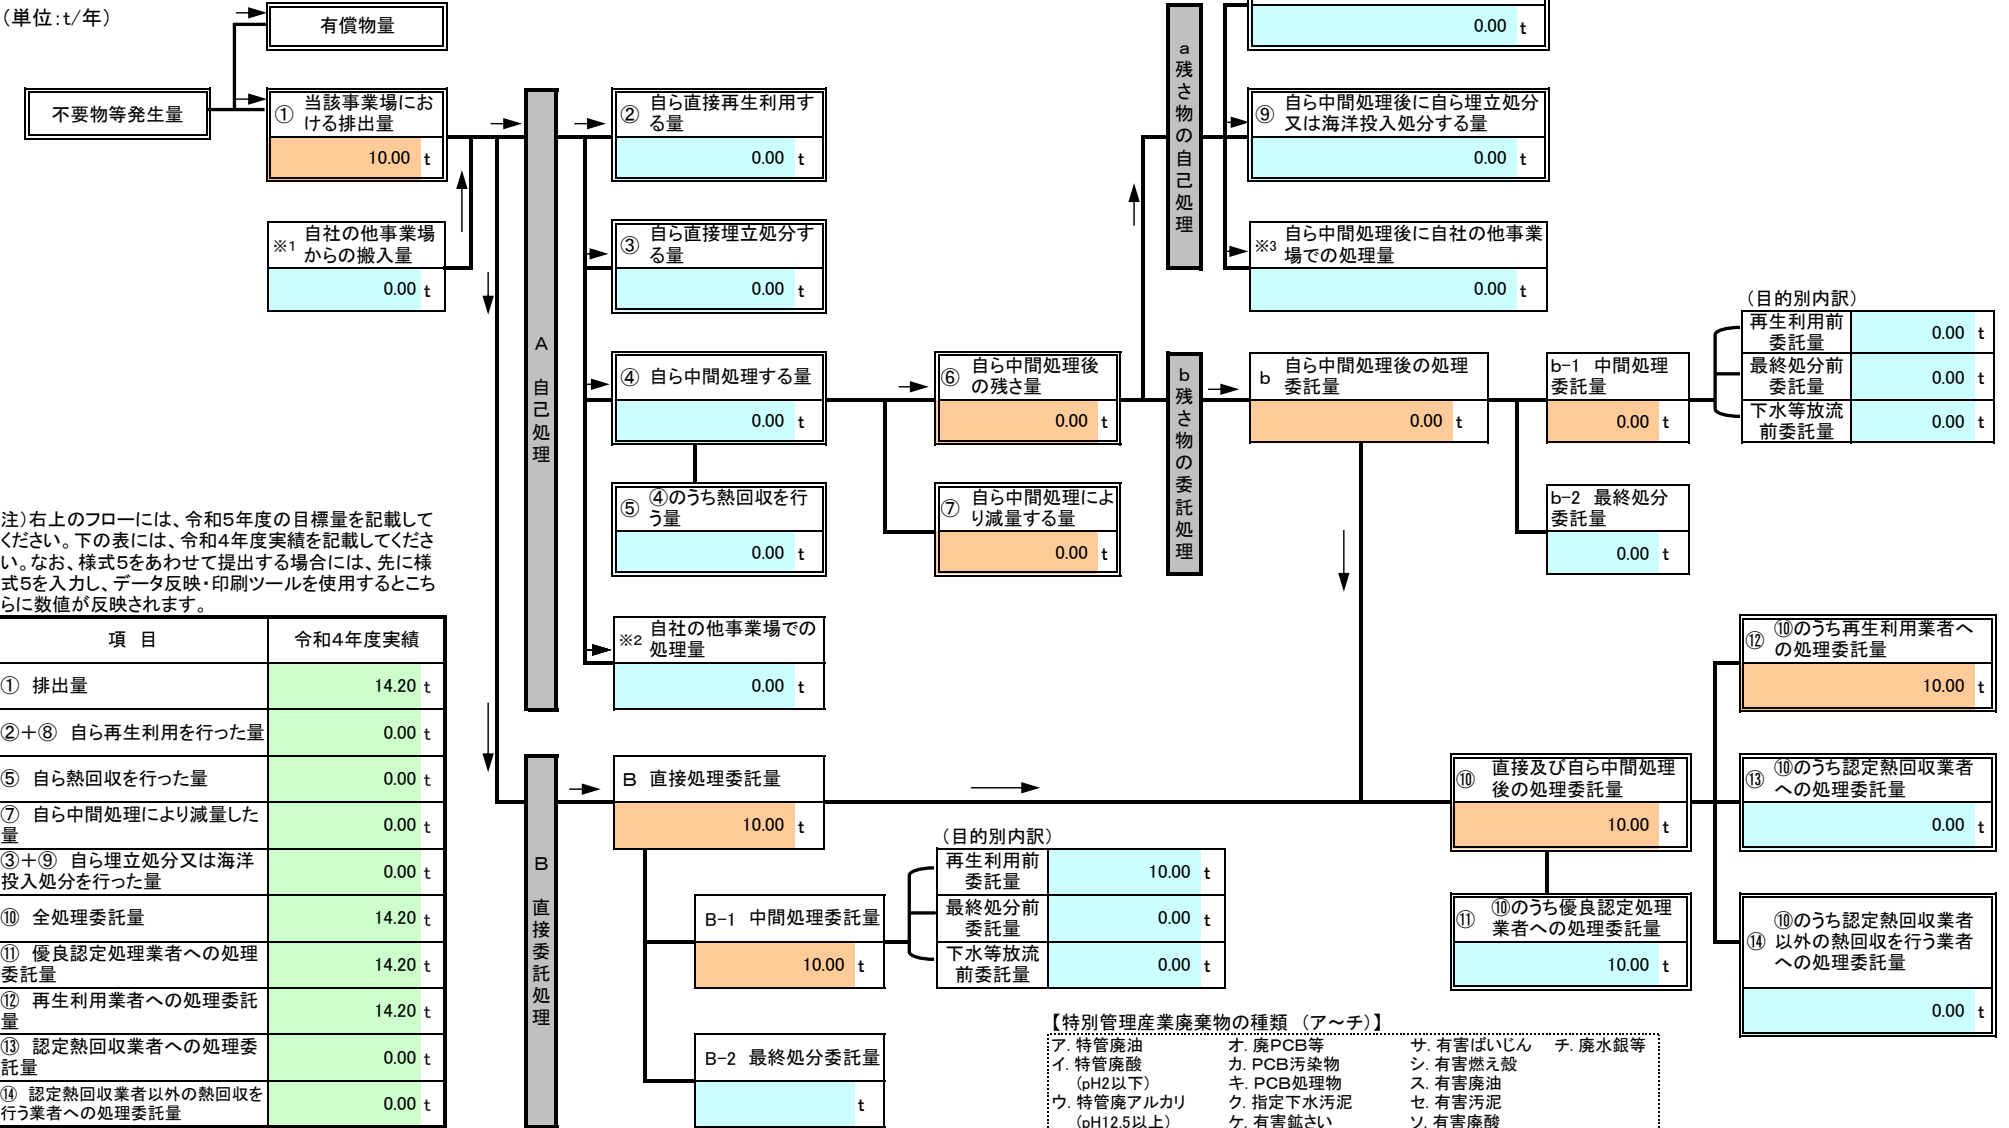 （単位：t/年）
有償物量
不要物等発生量
① 当該事業場にお
ける排出量
10.00 t
※1 自社の他事業場
からの搬入量
0.00 t
A 自己処理
② 自ら直接再生利用す
る量
0.00 t
③ 自ら直接埋立処分す
る量
0.00 t
④ 自ら中間処理する量
0.00 t
⑤ ④のうち熱回収を行
う量
0.00 t
※2 自社の他事業場での
処理量
0.00 t
⑥ 自ら中間処理後
の残さ量
0.00 t
⑦ 自ら中間処理によ
り減量する量
0.00 t
a 残さ物の自己処理
0.00 t
⑨ 自ら中間処理後に自ら埋立処分
又は海洋投入処分する量
0.00 t
※3 自ら中間処理後に自社の他事業
場での処理量
0.00 t
b 残さ物の委託処理
b 自ら中間処理後の処理
委託量
0.00 t
b-1 中間処理
委託量
0.00 t
（目的別内訳）
再生利用前
委託量 0.00 t
最終処分前
委託量 0.00 t
下水等放流
前委託量 0.00 t
b-2 最終処分
委託量
0.00 t
注）右上のフローには、令和５年度の目標量を記載して
ください。下の表には、令和４年度実績を記載してくださ
い。なお、様式５をあわせて提出する場合には、先に様
式５を入力し、データ反映・印刷ツールを使用するとこち
らに数値が反映されます。
項 目 令和４年度実績
① 排出量 14.20 t
②＋⑧ 自ら再生利用を行った量 0.00 t
⑤ 自ら熱回収を行った量 0.00 t
⑦ 自ら中間処理により減量した
量 0.00 t
③＋⑨ 自ら埋立処分又は海洋
投入処分を行った量 0.00 t
⑩ 全処理委託量 14.20 t
⑪ 優良認定処理業者への処理
委託量 14.20 t
⑫ 再生利用業者への処理委託
量 14.20 t
⑬ 認定熱回収業者への処理委
託量 0.00 t
⑭ 認定熱回収業者以外の熱回収を
行う業者への処理委託量 0.00 t
B 直接委託処理
B 直接処理委託量
10.00 t
B-1 中間処理委託量
10.00 t
（目的別内訳）
再生利用前
委託量 10.00 t
最終処分前
委託量 0.00 t
下水等放流
前委託量 0.00 t
B-2 最終処分委託量
t
⑩ 直接及び自ら中間処理
後の処理委託量
10.00 t
⑪ ⑩のうち優良認定処理
業者への処理委託量
10.00 t
⑫ ⑩のうち再生利用業者へ
の処理委託量
10.00 t
⑬ ⑩のうち認定熱回収業者
への処理委託量
0.00 t
⑭ ⑩のうち認定熱回収業者
以外の熱回収を行う業者
への処理委託量
0.00 t
【特別管理産業廃棄物の種類 （ア～チ）】
ア．特管廃油 オ．廃PCB等 サ．有害ばいじん チ．廃水銀等
イ．特管廃酸 カ．PCB汚染物 シ．有害燃え殻
（pH2以下） キ．PCB処理物 ス．有害廃油
ウ．特管廃アルカリ ク．指定下水汚泥 セ．有害汚泥
（pH12.5以上） ケ．有害鉱さい ソ．有害廃酸